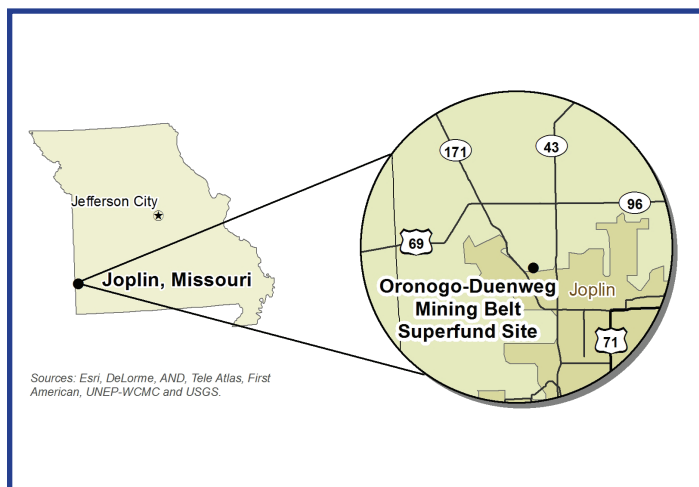 Jefferson City
Joplin, Missouri
Sources: Esri, DeLorme, AND, Tele Atlas, First
American, UNEP-WCMC and USGS.
171
43
96
69
Oronogo-Duenweg
Mining Belt
Superfund Site
Joplin
71